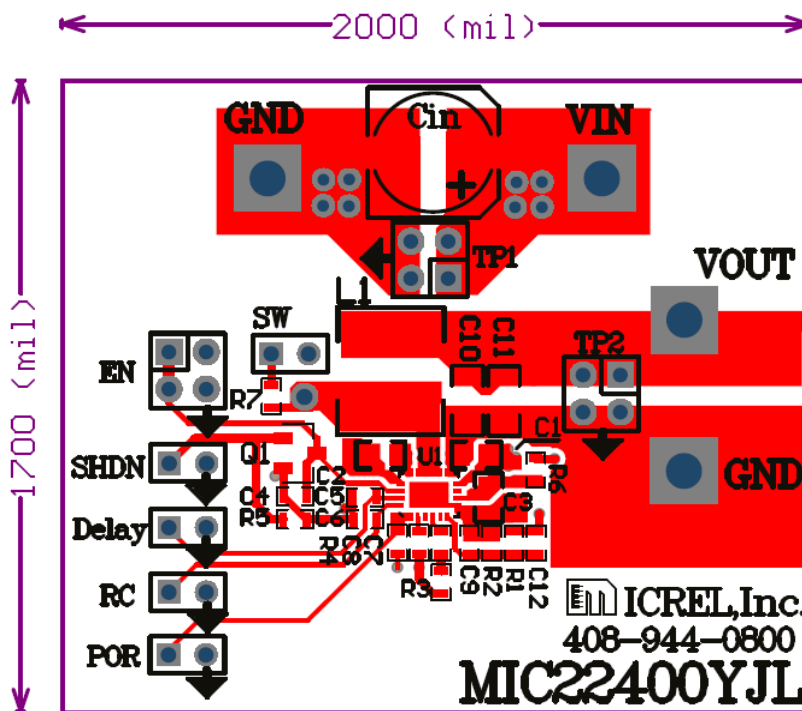 2000 (mil)
1700 (mil)
GND
Cin
VIN
+
TP1
VOUT
L1
SW
C10
C11
TP2
EN
R7
Q1
U1
C1
SHDN
C2
GND
C4
C5
C3
R6
R5
C6
Delay
R4
C8
C7
R3
C9
R2
R1
C12
RC
ICREL,Inc.
408-944-0800
POR
MIC22400YJL